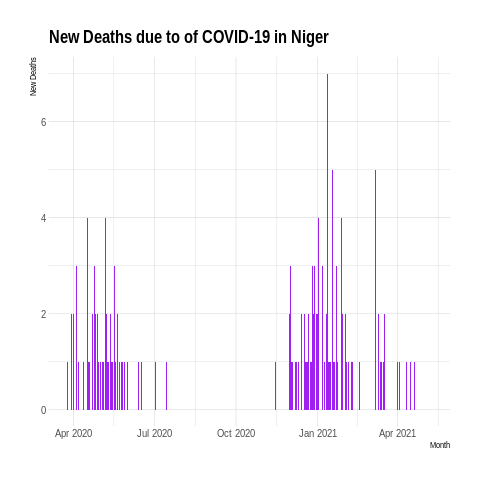 New Deaths due to of COVID-19 in Niger
New Deaths
6
4
2
0
Apr 2020 Jul 2020 Oct 2020 Jan 2021 Apr 2021
Month